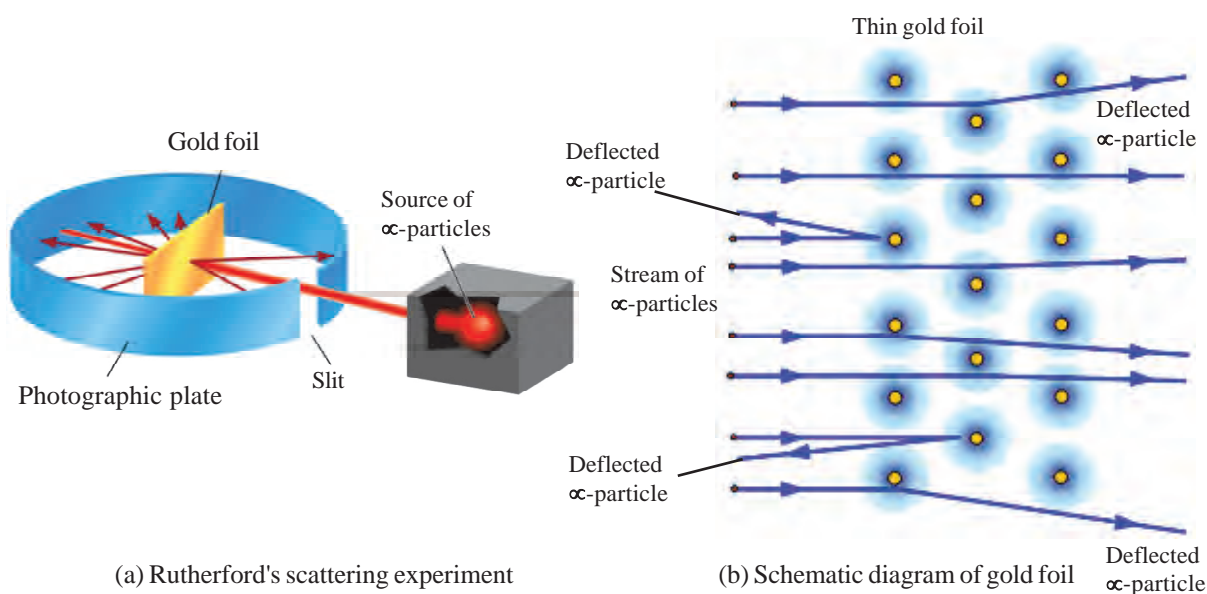 Gold foil
Source of
∝-particles
Slit
Photographic plate
(a) Rutherford's scattering experiment
Thin gold foil
Deflected
∝-particle
Deflected
∝-particle
Stream of
∝-particles
Deflected
∝-particle
Deflected
∝-particle
(b) Schematic diagram of gold foil